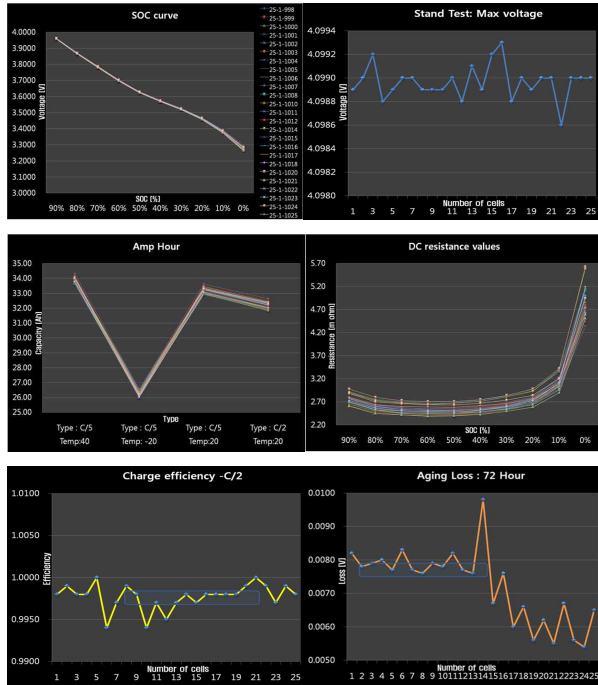 SOC curve
4.0000
3.9000
3.8000
3.7000
3.6000
3.5000
3.4000
3.3000
3.2000
3.1000
3.0000
Voltage [V]
90% 80% 70% 60% 50% 40% 30% 20% 10% 0%
SOC [%]
25-1-998
25-1-999
25-1-1000
25-1-1001
25-1-1002
25-1-1003
25-1-1004
25-1-1005
25-1-1006
25-1-1007
25-1-1008
25-1-1010
25-1-1011
25-1-1012
25-1-1014
25-1-1015
25-1-1016
25-1-1017
25-1-1018
25-1-1020
25-1-1021
25-1-1022
25-1-1023
25-1-1024
25-1-1025
Stand Test: Max voltage
4.0994
4.0992
4.0990
4.0988
4.0986
4.0984
4.0982
4.0980
Voltage [V]
1 3 5 7 9 11 13 15 17 19 21 23 25
Number of cells
Amp Hour
35.00
34.00
33.00
32.00
31.00
30.00
29.00
28.00
27.00
26.00
25.00
Capacity [Ah]
Type
Type : C/5 Type : C/5 Type : C/5 Type : C/2
Temp:40 Temp: -20 Temp:20 Temp:20
DC resistance values
5.70
5.20
4.70
4.20
3.70
3.20
2.70
2.20
Resistance [m ohm]
90% 80% 70% 60% 50% 40% 30% 20% 10% 0%
SOC [%]
Charge efficiency -C/2
1.0100
1.0050
1.0000
0.9950
0.9900
Efficiency
1 3 5 7 9 11 13 15 17 19 21 23 25
Number of cells
Aging Loss : 72 Hour
0.0100
0.0090
0.0080
0.0070
0.0060
0.0050
Loss [V]
Number of cells
1 2 3 4 5 6 7 8 9 10 11 12 13 14 15 16 17 18 19 20 21 22 23 24 25